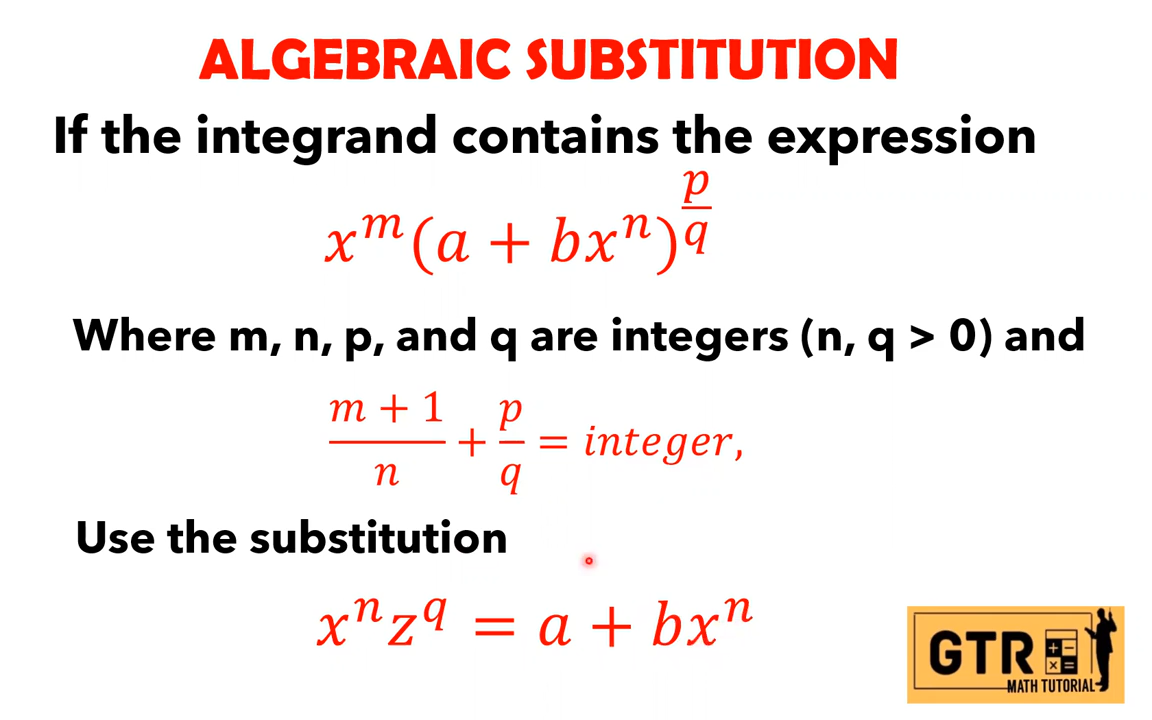 ALGEBRAIC SUBSTITUTION
If the integrand contains the expression
x^m(a + bx^n)^(p/q)
Where m, n, p, and q are integers (n, q > 0) and
(m + 1)/n + p/q = integer,
Use the substitution
x^n z^q = a + bx^n
GTR
MATH TUTORIAL